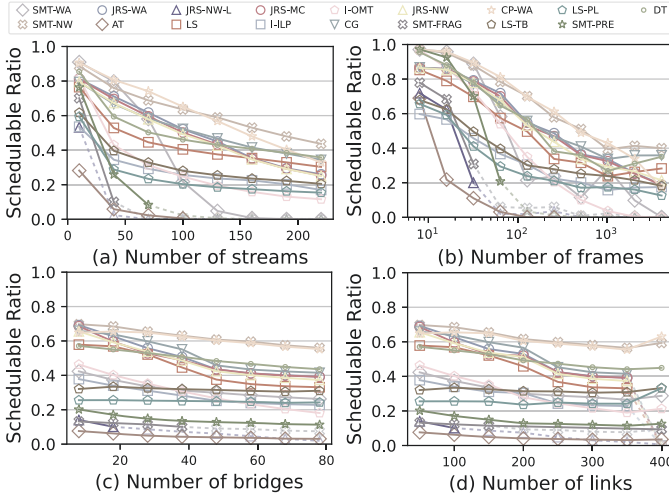 SMT-WA JRS-WA JRS-NW-L JRS-MC I-OMT JRS-NW CP-WA LS-PL DT
SMT-NW AT LS I-ILP CG SMT-FRAG LS-TB SMT-PRE
Schedulable Ratio
1.0
0.8
0.6
0.4
0.2
0.0
0 50 100 150 200
(a) Number of streams
Schedulable Ratio
1.0
0.8
0.6
0.4
0.2
0.0
10¹ 10² 10³
(b) Number of frames
Schedulable Ratio
1.0
0.8
0.6
0.4
0.2
0.0
20 40 60 80
(c) Number of bridges
Schedulable Ratio
1.0
0.8
0.6
0.4
0.2
0.0
100 200 300 400
(d) Number of links